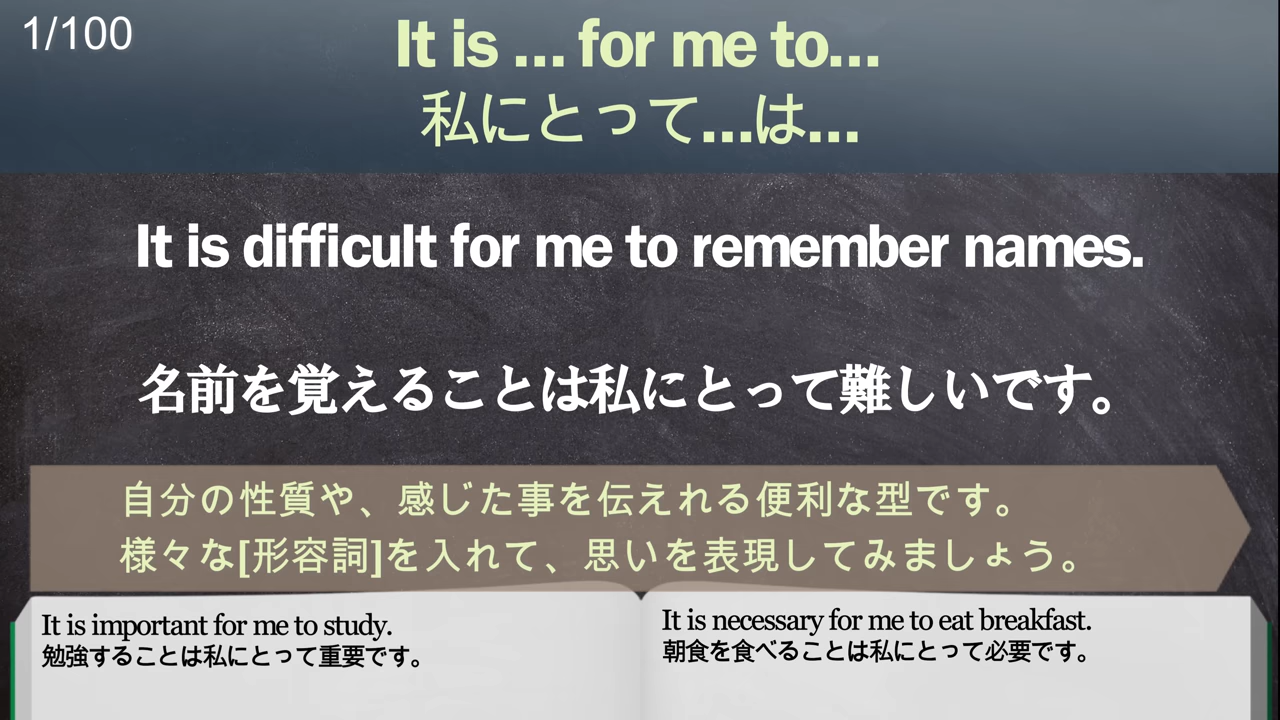 1/100
It is ... for me to...
私にとって...は...
It is difficult for me to remember names.
名前を覚えることは私にとって難しいです。
自分の性質や、感じた事を伝えれる便利な型です。
様々な[形容詞]を入れて、思いを表現してみましょう。
It is important for me to study.
勉強することは私にとって重要です。
It is necessary for me to eat breakfast.
朝食を食べることは私にとって必要です。